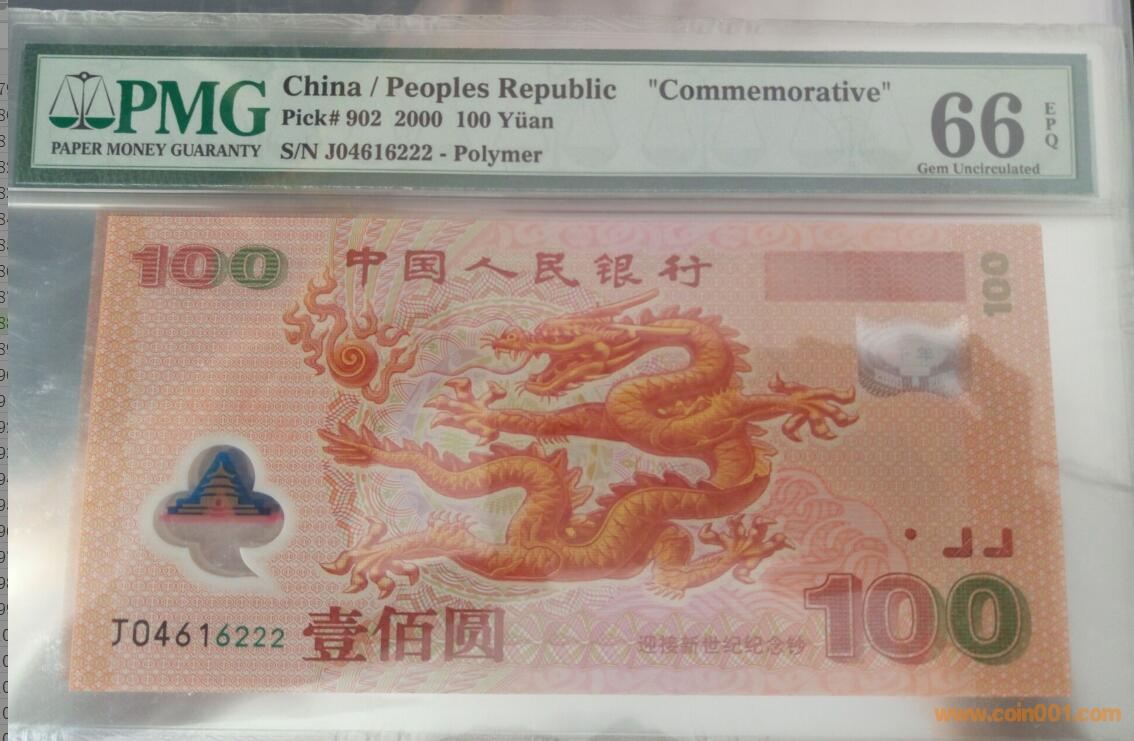 PMG
PAPER MONEY GUARANTY
China / Peoples Republic "Commemorative"
Pick# 902 2000 100 Yüan
S/N J04616222 - Polymer
66
EPQ
Gem Uncirculated
100
中国人民银行
100
J04616222
壹佰圆
迎接新世纪纪念钞
100
www.coin001.com